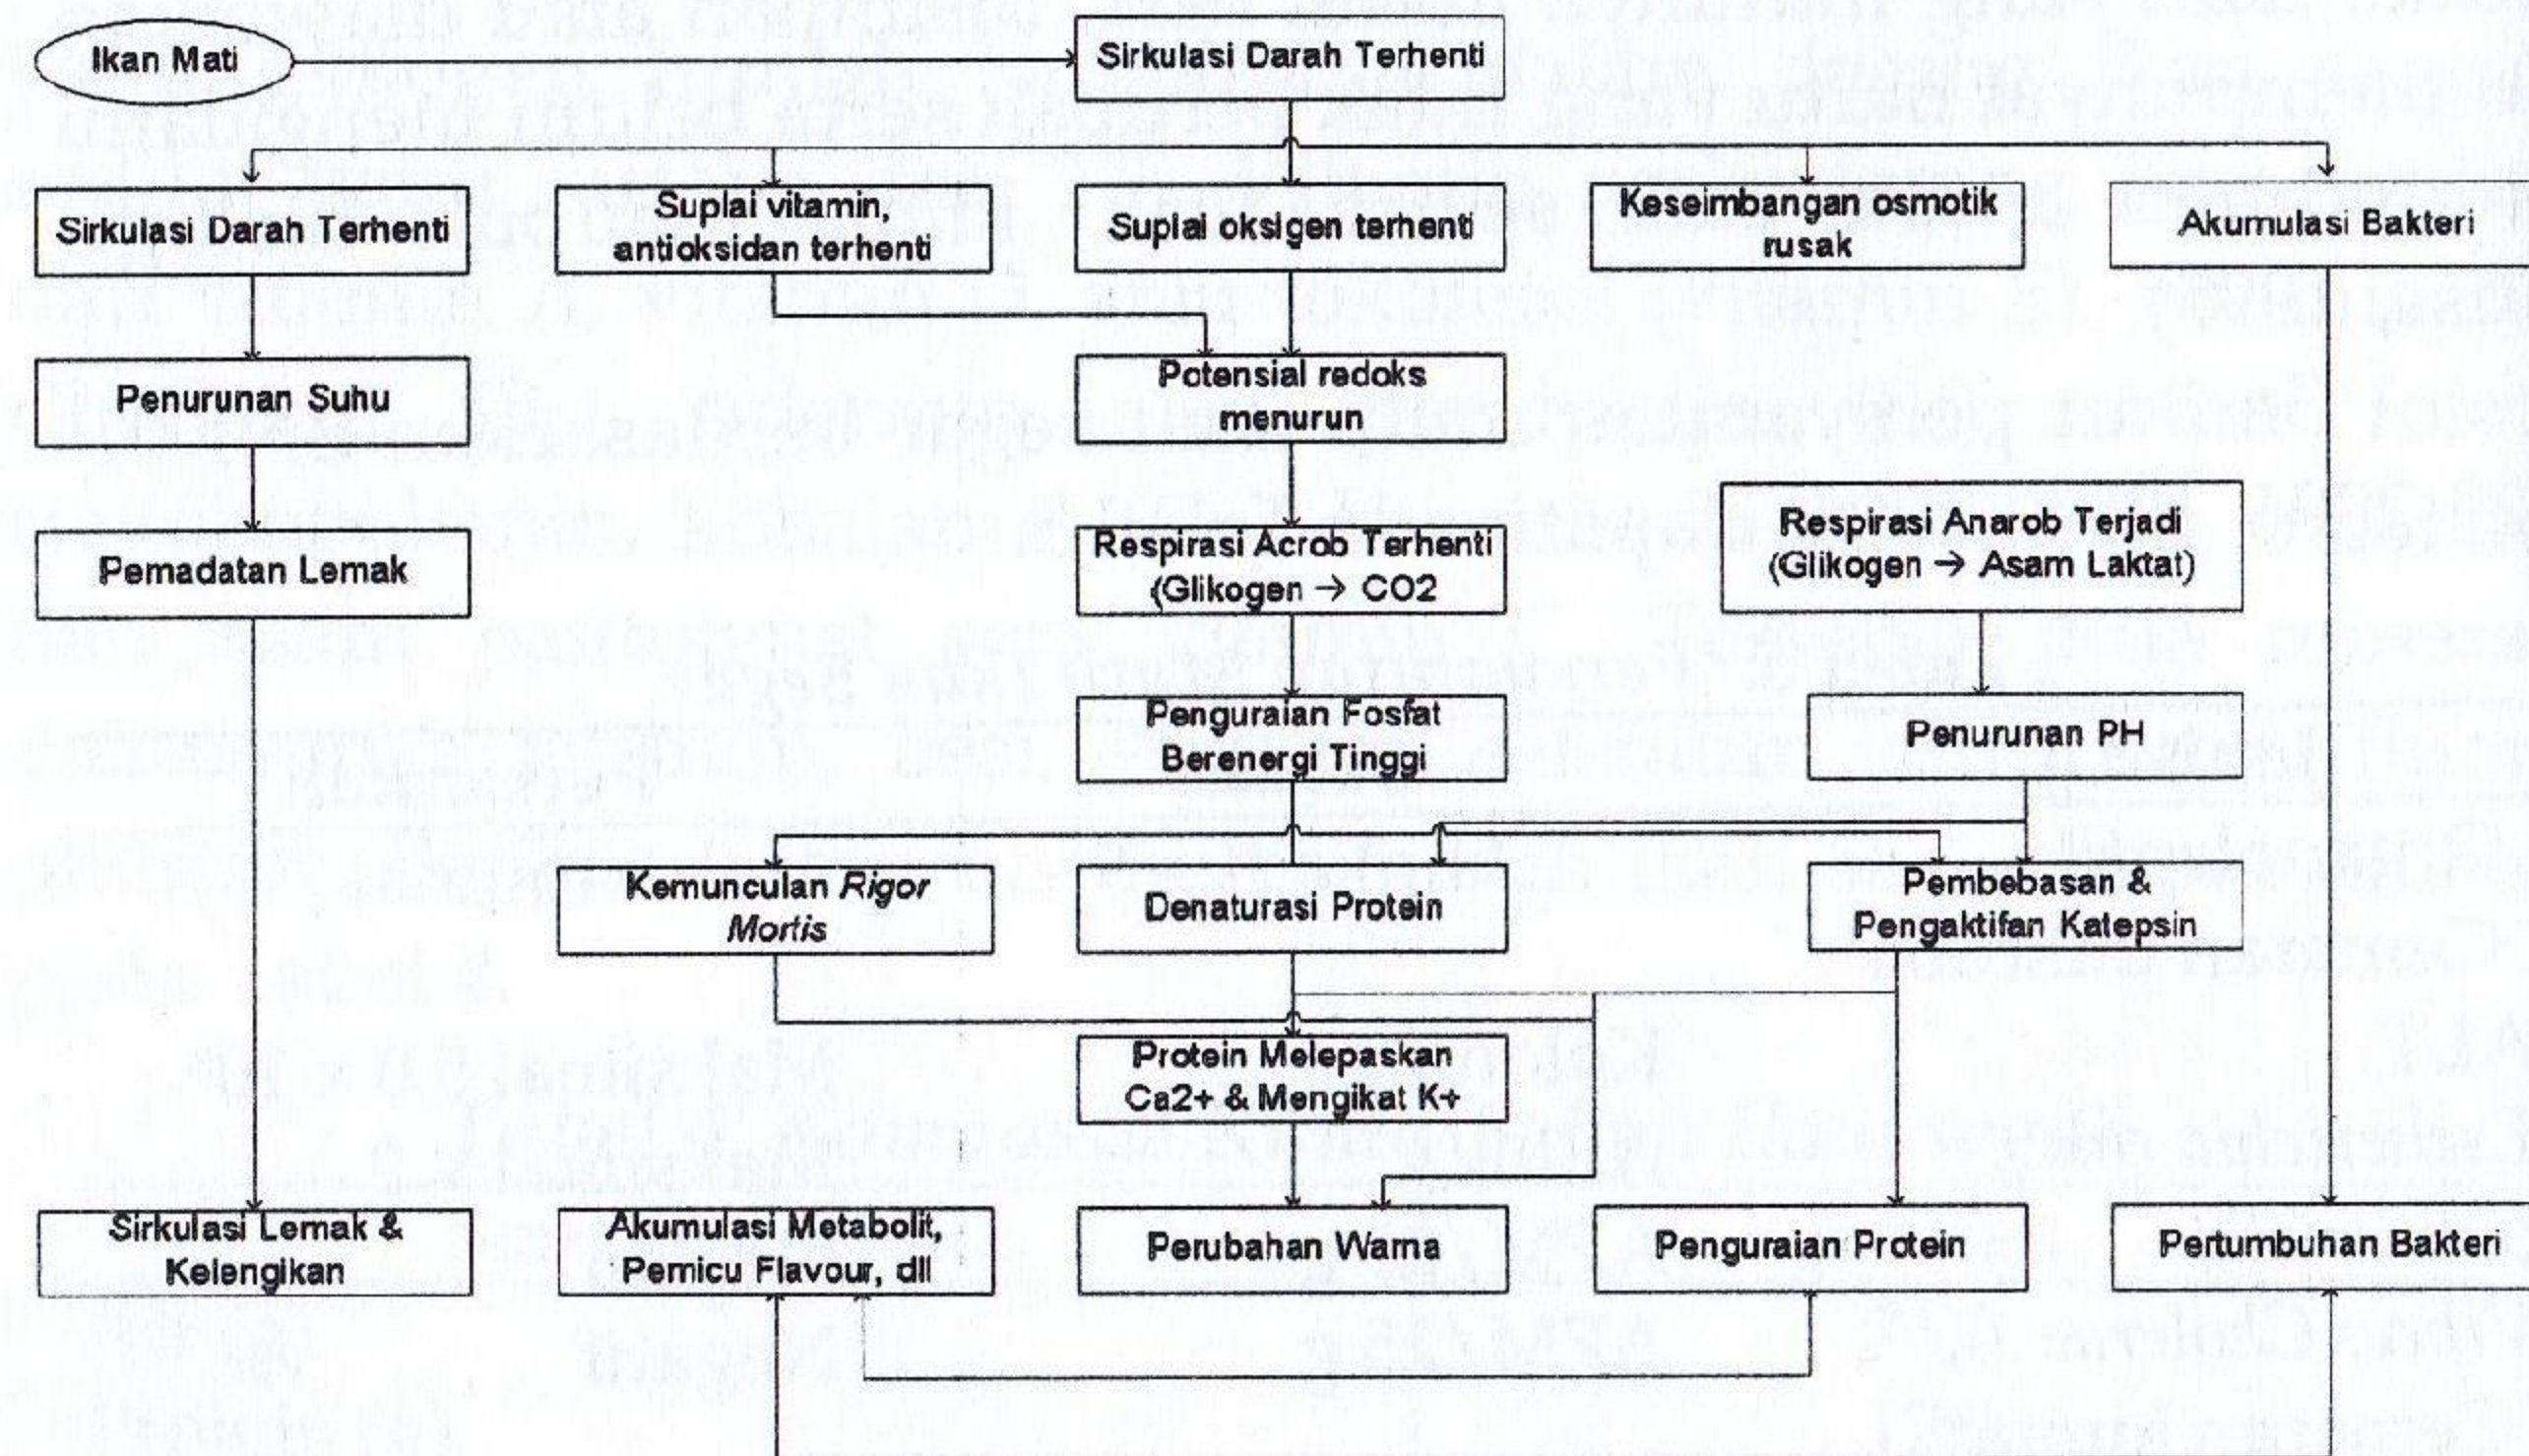 Ikan Mati
Sirkulasi Darah Terhenti
Sirkulasi Darah Terhenti
Suplai vitamin,
antioksidan terhenti
Suplai oksigen terhenti
Keseimbangan osmotik
rusak
Akumulasi Bakteri
Penurunan Suhu
Potensial redoks
menurun
Pemadatan Lemak
Respirasi Acrob Terhenti
(Glikogen → CO2
Respirasi Anarob Terjadi
(Glikogen → Asam Laktat)
Penguraian Fosfat
Berenergi Tinggi
Penurunan PH
Kemunculan Rigor
Mortis
Denaturasi Protein
Pembebasan &
Pengaktifan Katepsin
Protein Melepaskan
Ca2+ & Mengikat K+
Sirkulasi Lemak &
Kelengikan
Akumulasi Metabolit,
Pemicu Flavour, dll
Perubahan Warna
Penguraian Protein
Pertumbuhan Bakteri